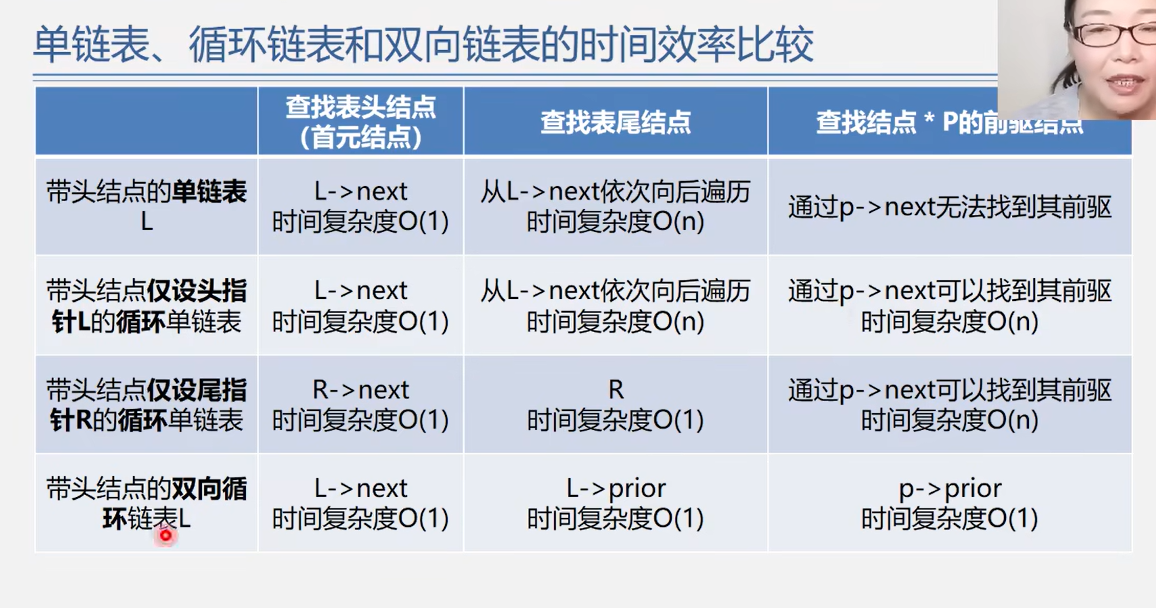 单链表、循环链表和双向链表的时间效率比较
查找表头结点
(首元结点)
查找表尾结点
查找结点 * P的前驱结点
带头结点的单链表
L
L->next
时间复杂度O(1)
从L->next依次向后遍历
时间复杂度O(n)
通过p->next无法找到其前驱
带头结点仅设头指
针L的循环单链表
L->next
时间复杂度O(1)
从L->next依次向后遍历
时间复杂度O(n)
通过p->next可以找到其前驱
时间复杂度O(n)
带头结点仅设尾指
针R的循环单链表
R->next
时间复杂度O(1)
R
时间复杂度O(1)
通过p->next可以找到其前驱
时间复杂度O(n)
带头结点的双向循
环链表L
L->next
时间复杂度O(1)
L->prior
时间复杂度O(1)
p->prior
时间复杂度O(1)